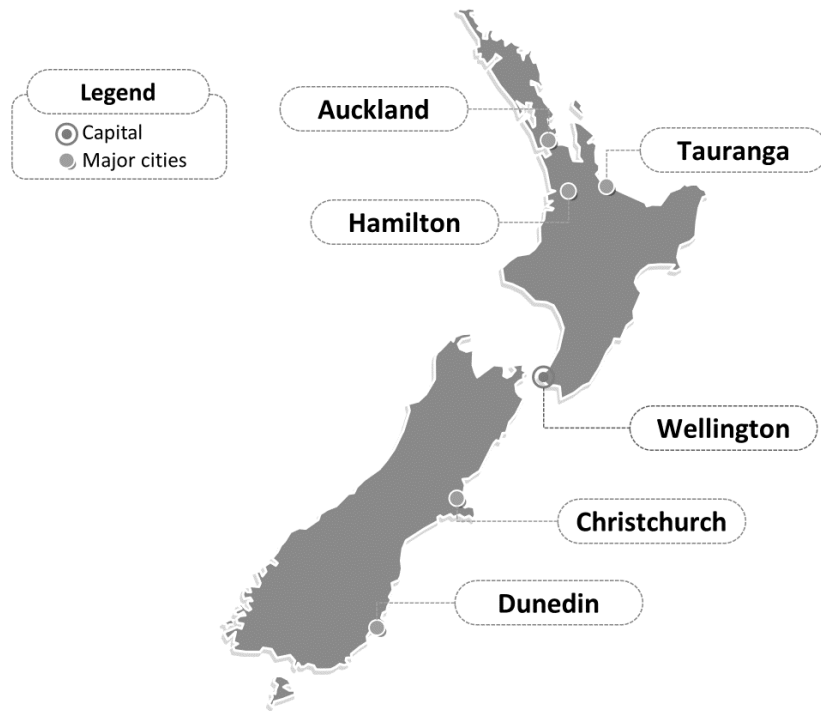 Legend
Capital
Major cities
Auckland
Tauranga
Hamilton
Wellington
Christchurch
Dunedin